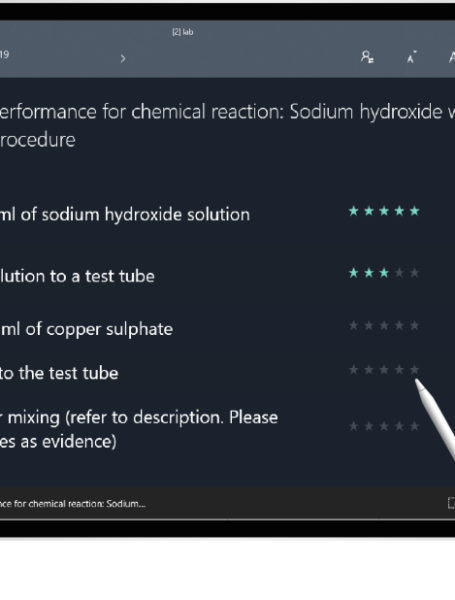 [2] lab
19
erformance for chemical reaction: Sodium hydroxide w
rocedure
ml of sodium hydroxide solution
lution to a test tube
ml of copper sulphate
to the test tube
r mixing (refer to description. Please
es as evidence)
nce for chemical reaction: Sodium...